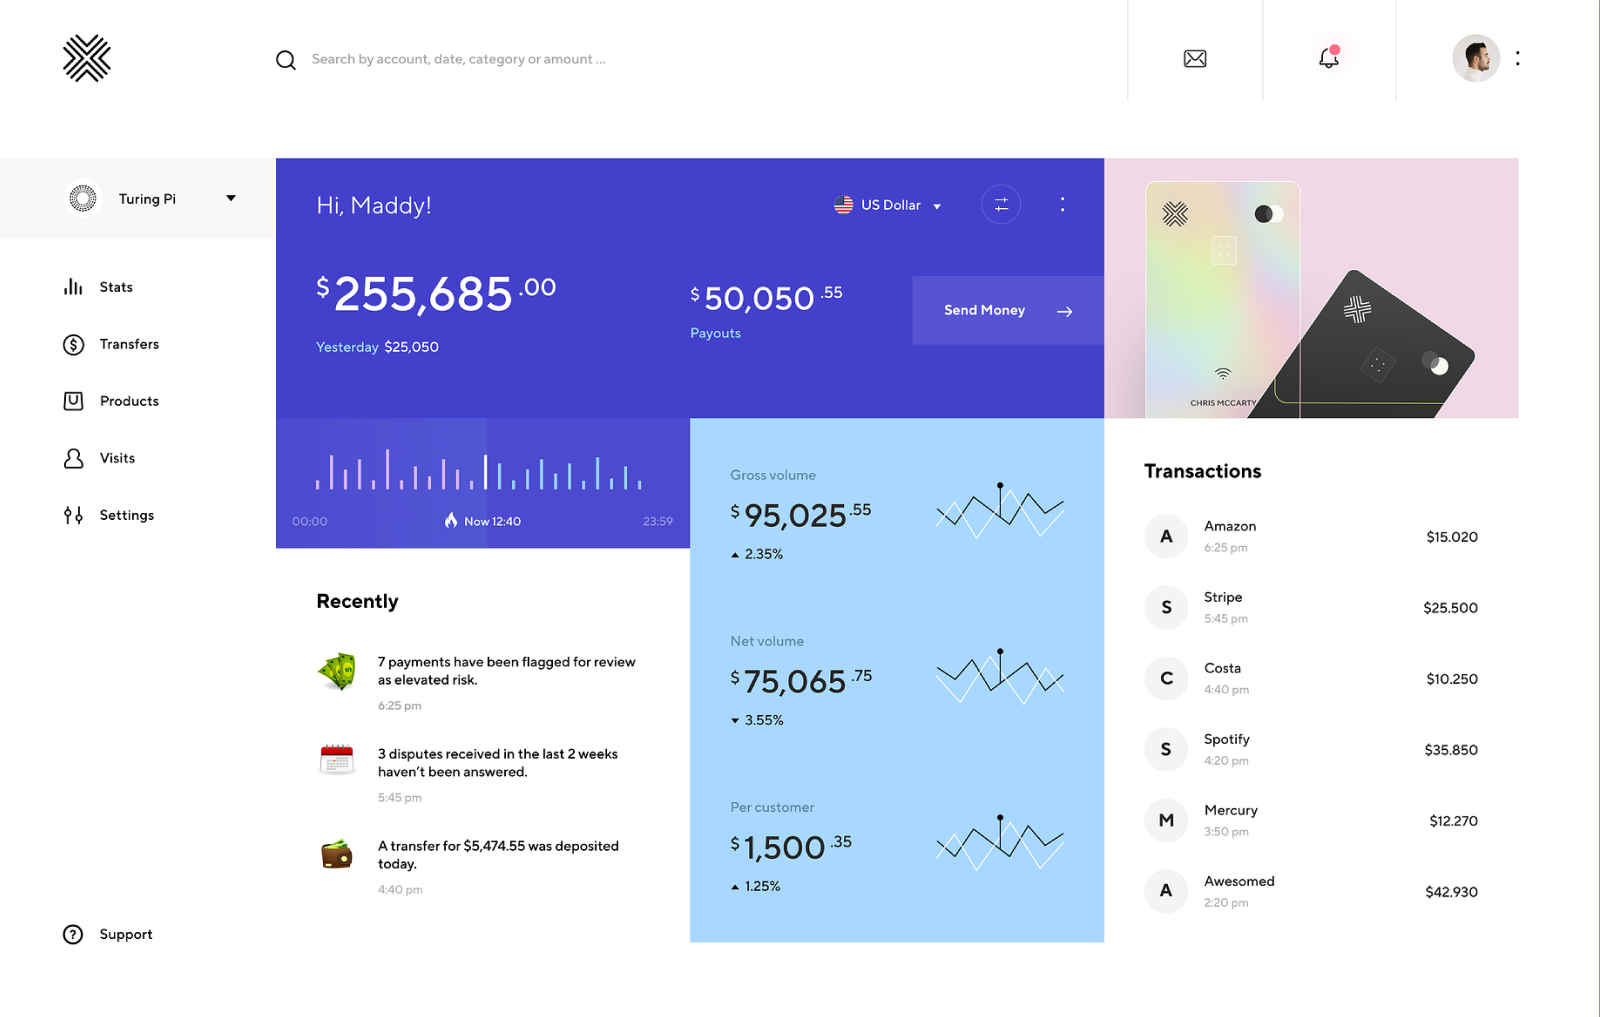 Search by account, date, category or amount ...
Turing Pi
Stats
Transfers
Products
Visits
Settings
Support
Hi, Maddy!
US Dollar
$255,685.00
Yesterday $25,050
$50,050.55
Payouts
Send Money
CHRIS MCCARTY
00:00
Now 12:40
23:59
Recently
7 payments have been flagged for review
as elevated risk.
6:25 pm
3 disputes received in the last 2 weeks
haven’t been answered.
5:45 pm
A transfer for $5,474.55 was deposited
today.
4:40 pm
Gross volume
$95,025.55
2.35%
Net volume
$75,065.75
3.55%
Per customer
$1,500.35
1.25%
Transactions
A
Amazon
6:25 pm
$15.020
S
Stripe
5:45 pm
$25.500
C
Costa
4:40 pm
$10.250
S
Spotify
4:20 pm
$35.850
M
Mercury
3:50 pm
$12.270
A
Awesomed
2:20 pm
$42.930